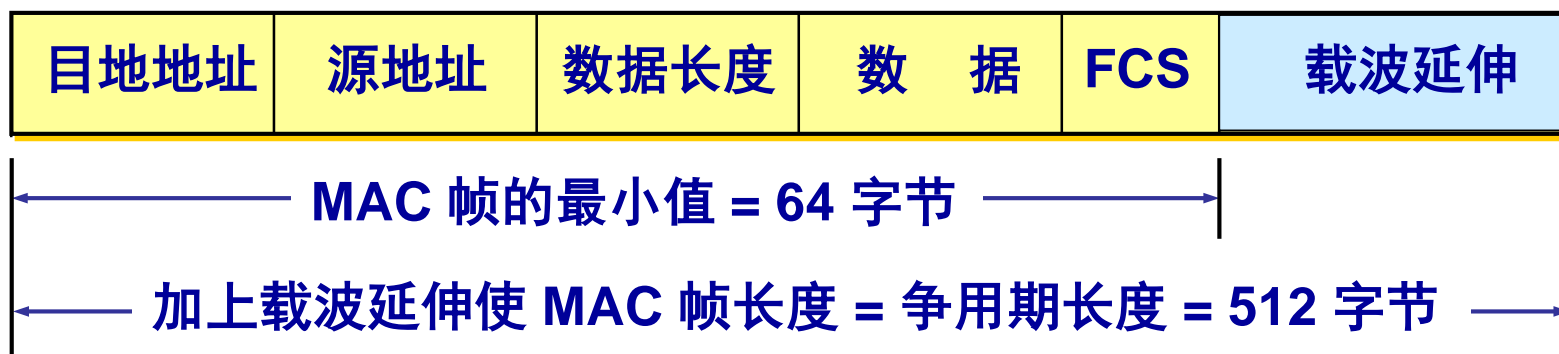 目地地址 源地址 数据长度 数 据 FCS 载波延伸
MAC 帧的最小值 = 64 字节
加上载波延伸使 MAC 帧长度 = 争用期长度 = 512 字节